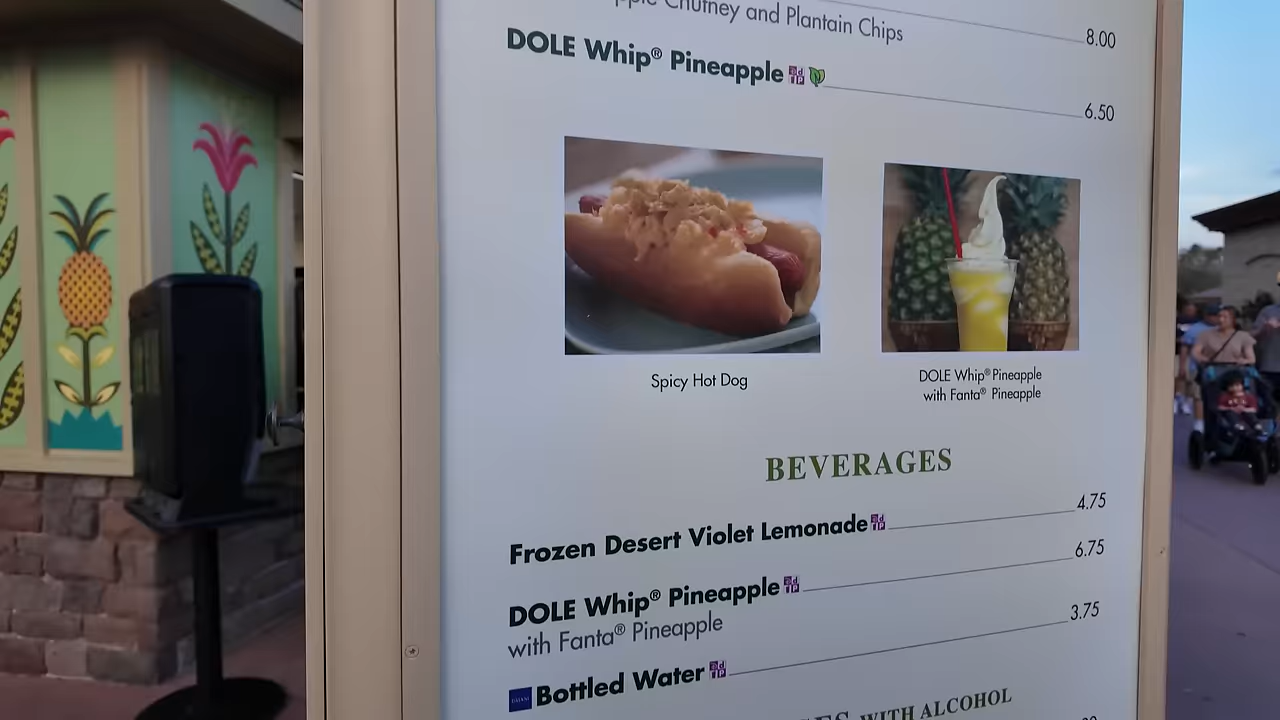 Chutney and Plantain Chips 8.00
DOLE Whip® Pineapple 6.50
Spicy Hot Dog
DOLE Whip® Pineapple
with Fanta® Pineapple
BEVERAGES
Frozen Desert Violet Lemonade 4.75
DOLE Whip® Pineapple 6.75
with Fanta® Pineapple
DASANI Bottled Water 3.75
WITH ALCOHOL